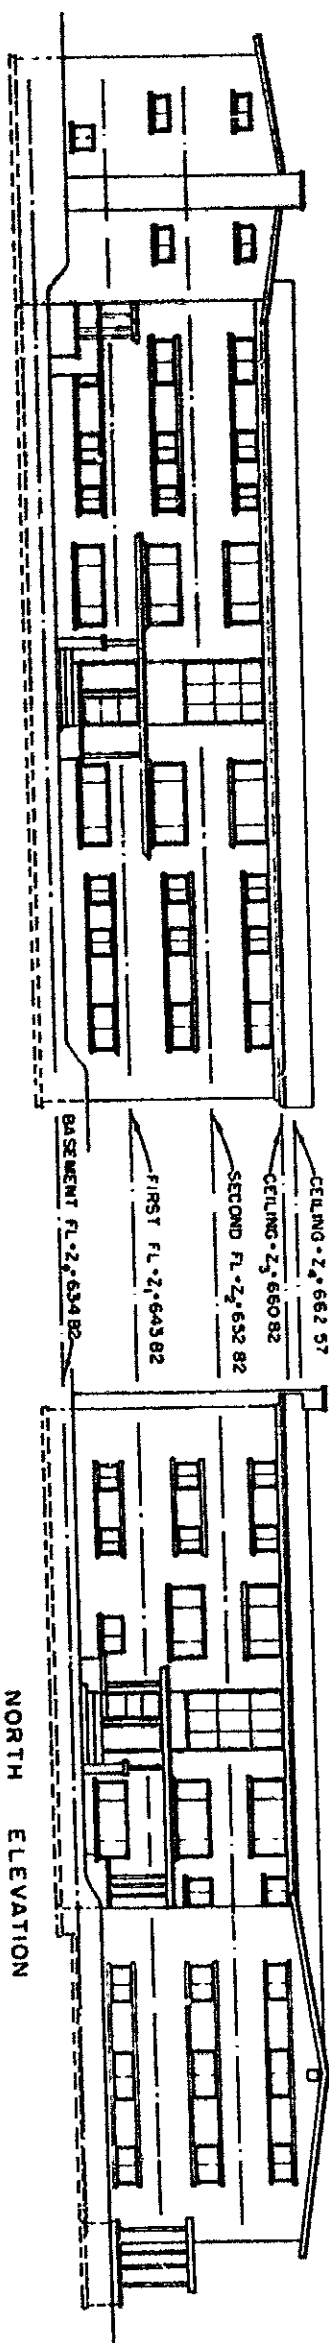 CEILING-Z₄=662 57
CEILING-Z₃=660 82
SECOND FL-Z₂=652 82
FIRST FL-Z₁=643 82
BASEMENT FL-Z₀=634 82
NORTH ELEVATION